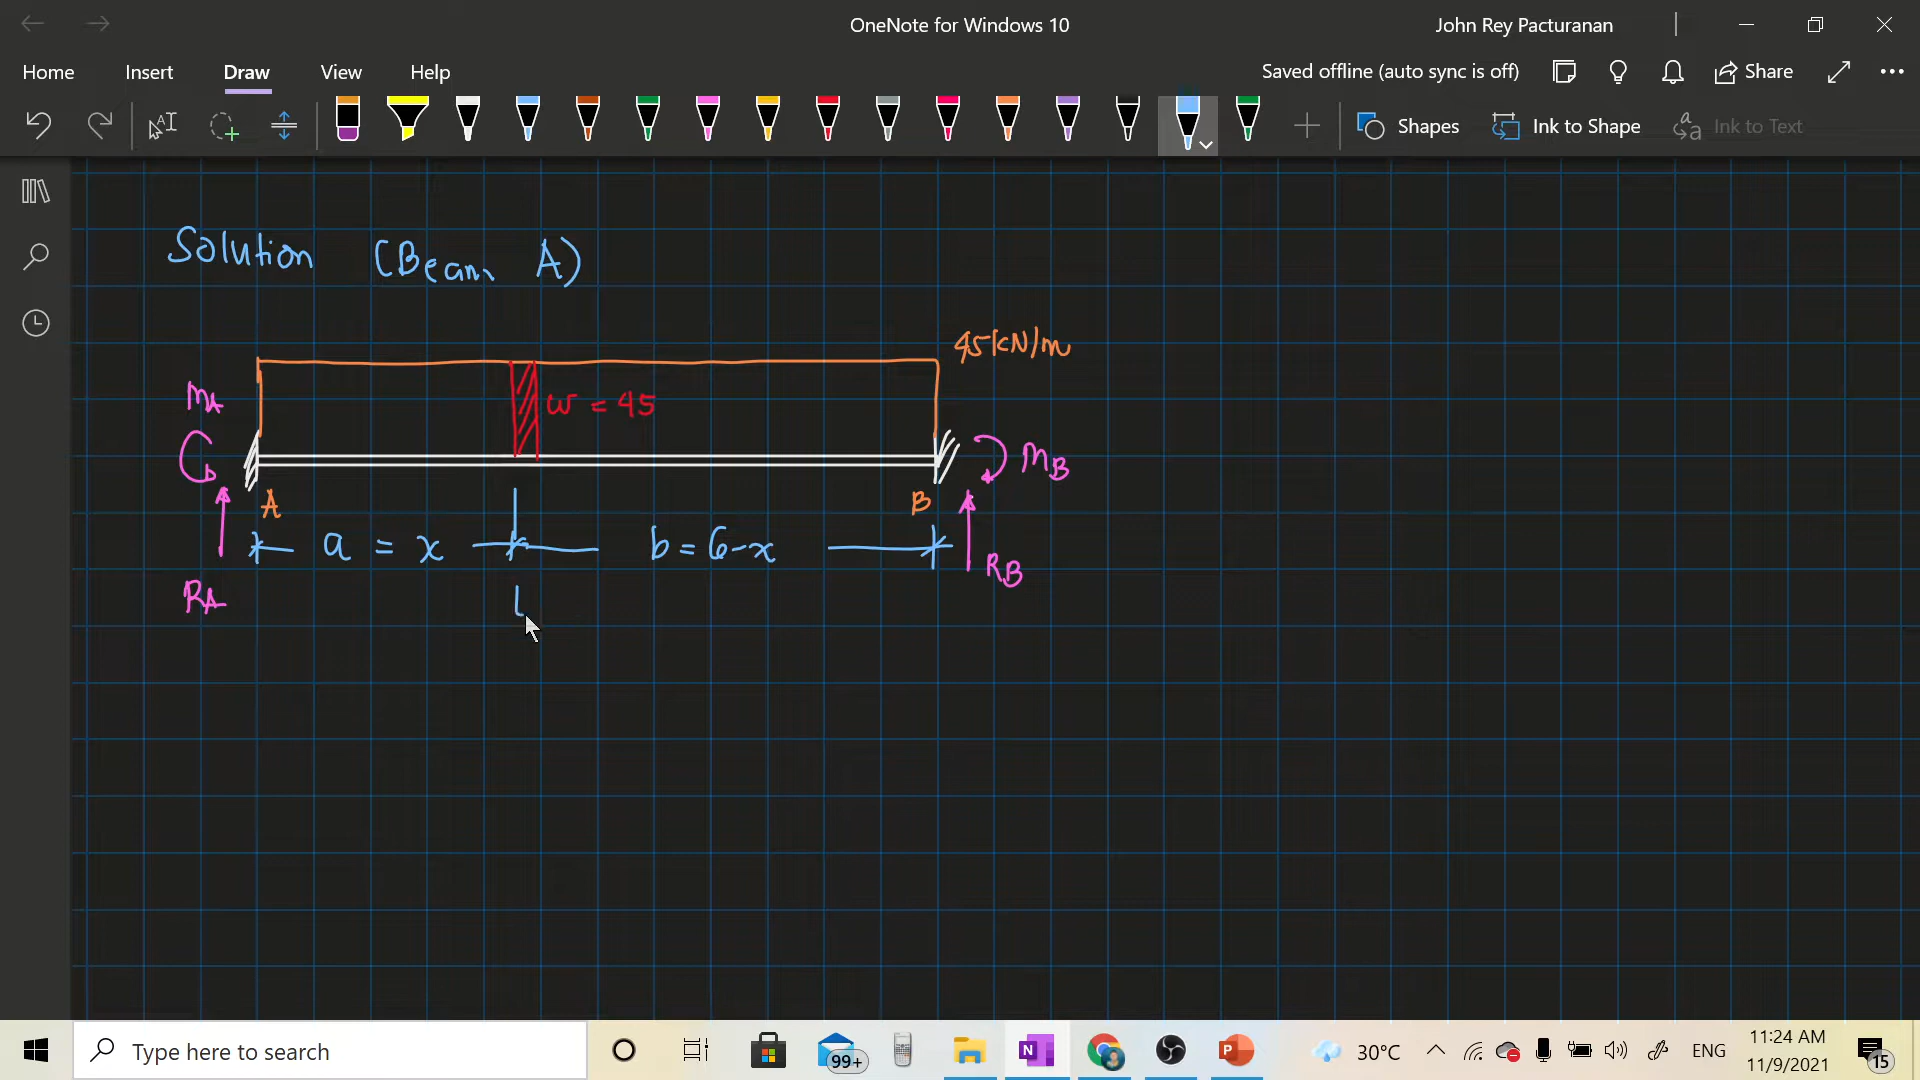 OneNote for Windows 10
John Rey Pacturanan
Home Insert Draw View Help
Saved offline (auto sync is off)
Share
Shapes
Ink to Shape
Ink to Text
Solution (Beam A)
45kN/m
MA
w = 45
MB
A
B
a = x
b = 6-x
RA
RB
L
Type here to search
99+
30°C
ENG
11:24 AM
11/9/2021
15